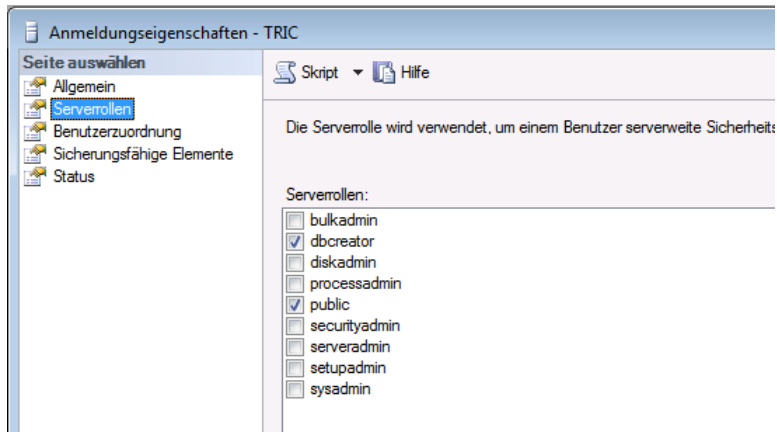 Anmeldungseigenschaften - TRIC
Seite auswählen
Allgemein
Serverrollen
Benutzerzuordnung
Sicherungsfähige Elemente
Status
Skript Hilfe
Die Serverrolle wird verwendet, um einem Benutzer serverweite Sicherheits
Serverrollen:
bulkadmin
dbcreator
diskadmin
processadmin
public
securityadmin
serveradmin
setupadmin
sysadmin